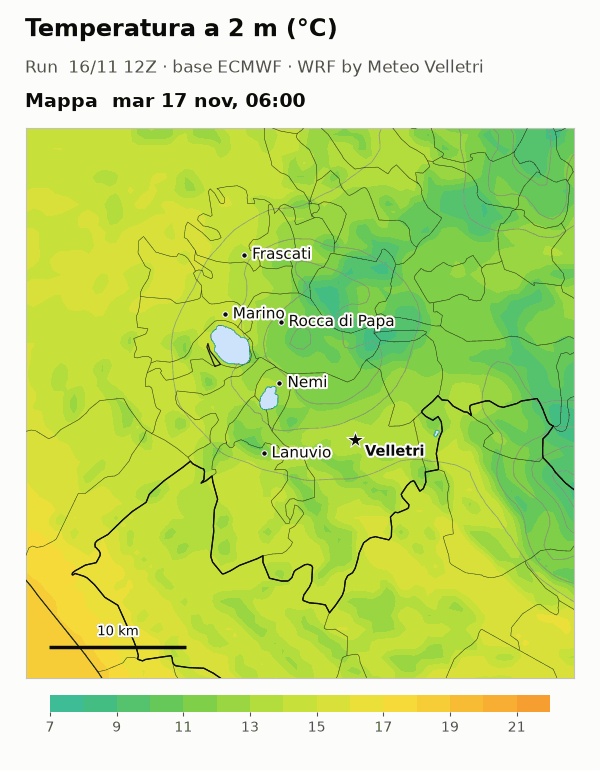 Temperatura a 2 m (°C)
Run 16/11 12Z · base ECMWF · WRF by Meteo Velletri
Mappa mar 17 nov, 06:00
Frascati
Marino
Rocca di Papa
Nemi
Velletri
Lanuvio
10 km
7 9 11 13 15 17 19 21